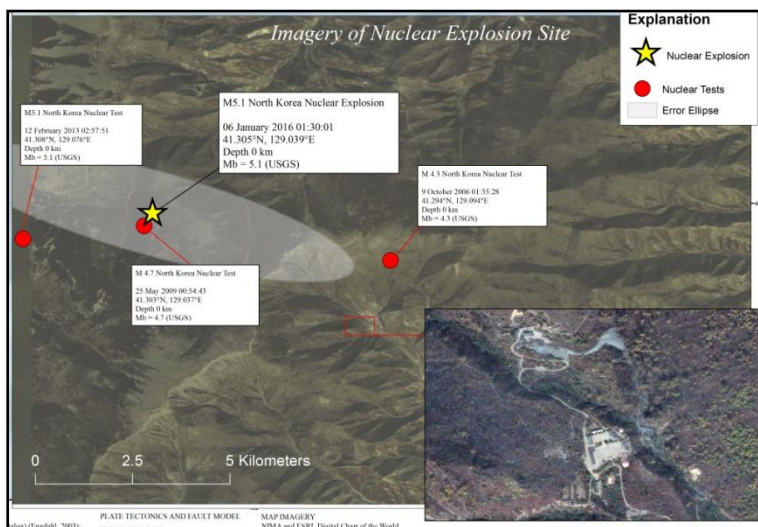 Imagery of Nuclear Explosion Site
Explanation
Nuclear Explosion
Nuclear Tests
Error Ellipse
M5.1 North Korea Nuclear Test
12 February 2013 02:57:51
41.308°N, 129.076°E
Depth 0 km
Mb = 5.1 (USGS)
M5.1 North Korea Nuclear Explosion
06 January 2016 01:30:01
41.305°N, 129.039°E
Depth 0 km
Mb = 5.1 (USGS)
M 4.3 North Korea Nuclear Test
9 October 2006 01:35:28
41.294°N, 129.094°E
Depth 0 km
Mb = 4.3 (USGS)
M 4.7 North Korea Nuclear Test
25 May 2009 00:54:43
41.303°N, 129.037°E
Depth 0 km
Mb = 4.7 (USGS)
0 2.5 5 Kilometers
PLATE TECTONICS AND FAULT MODEL
MAP IMAGERY
(Engdahl, 2003);
NIMA and ESRI, Digital Chart of the World